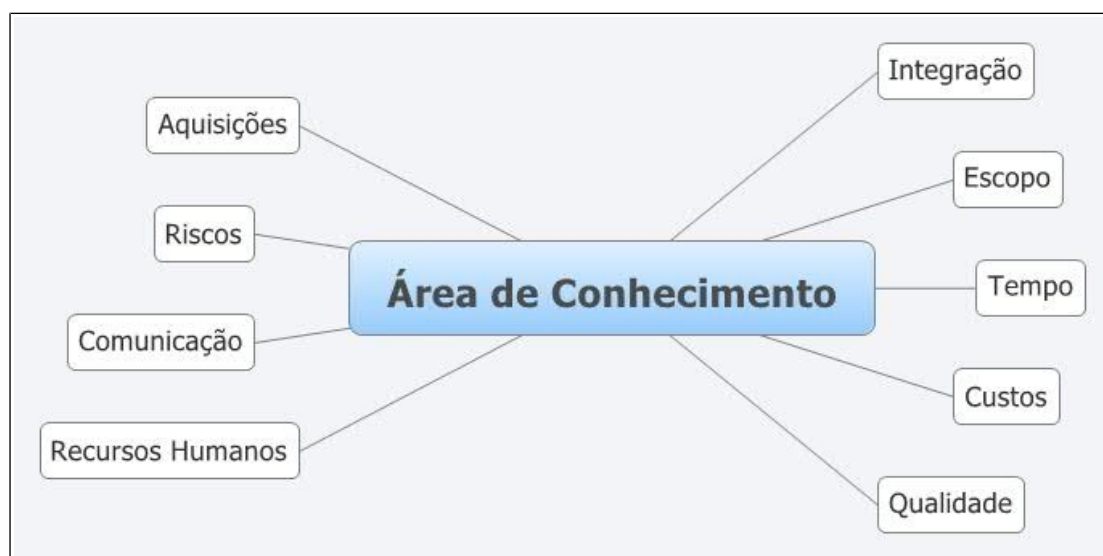 Integração
Aquisições
Escopo
Riscos
Área de Conhecimento
Tempo
Comunicação
Custos
Recursos Humanos
Qualidade